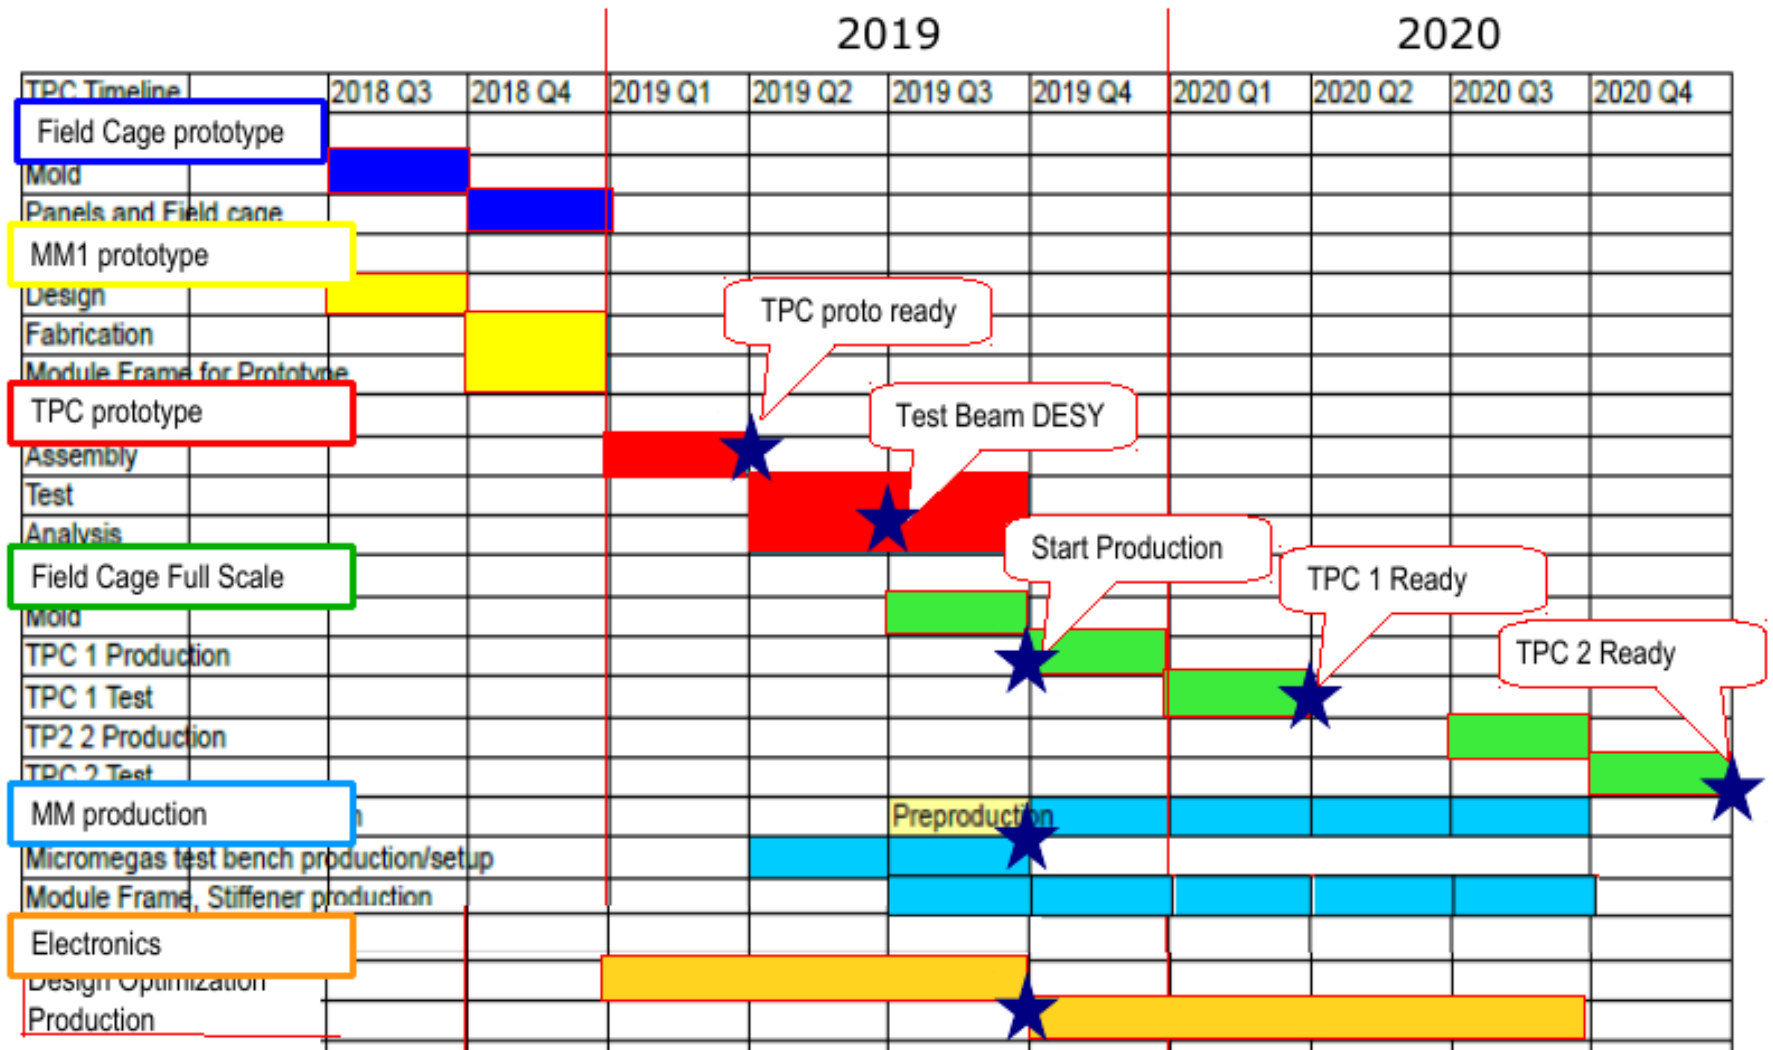 2019 2020
TPC Timeline 2018 Q3 2018 Q4 2019 Q1 2019 Q2 2019 Q3 2019 Q4 2020 Q1 2020 Q2 2020 Q3 2020 Q4
Field Cage prototype
Mold
Panels and Field cage
MM1 prototype
Design
TPC proto ready
Fabrication
Module Frame for Prototype
TPC prototype
Test Beam DESY
Assembly
Test
Analysis
Start Production
Field Cage Full Scale
TPC 1 Ready
Mold
TPC 1 Production
TPC 2 Ready
TPC 1 Test
TP2 2 Production
TPC 2 Test
MM production
Preproduction
Micromegas test bench production/setup
Module Frame, Stiffener production
Electronics
Design Optimization
Production